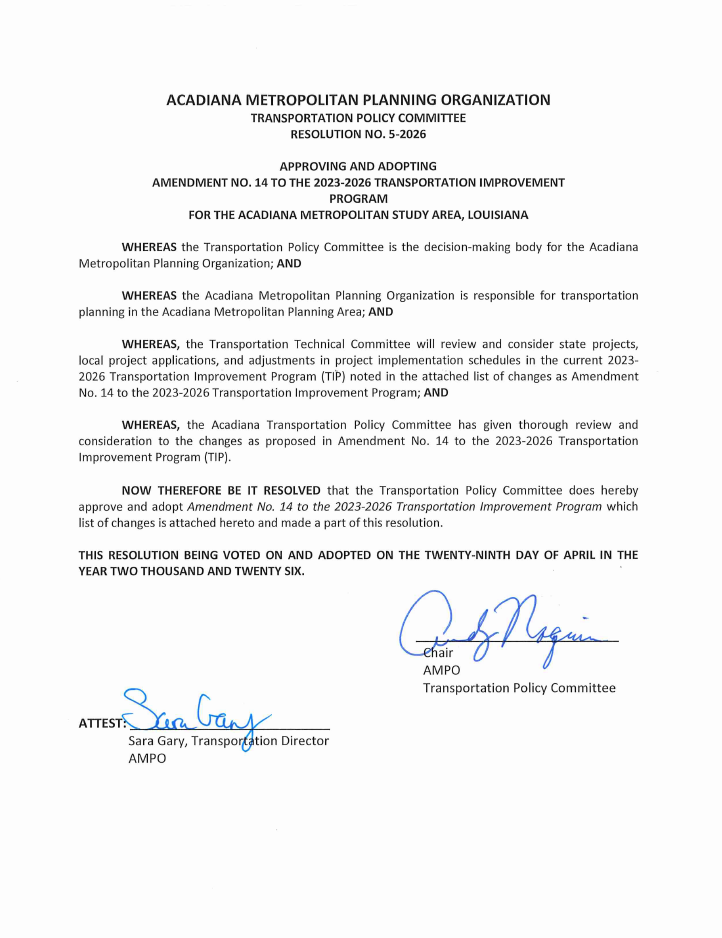 ACADIANA METROPOLITAN PLANNING ORGANIZATION
TRANSPORTATION POLICY COMMITTEE
RESOLUTION NO. 5-2026
APPROVING AND ADOPTING
AMENDMENT NO. 14 TO THE 2023-2026 TRANSPORTATION IMPROVEMENT
PROGRAM
FOR THE ACADIANA METROPOLITAN STUDY AREA, LOUISIANA
WHEREAS the Transportation Policy Committee is the decision-making body for the Acadiana
Metropolitan Planning Organization; AND
WHEREAS the Acadiana Metropolitan Planning Organization is responsible for transportation
planning in the Acadiana Metropolitan Planning Area; AND
WHEREAS, the Transportation Technical Committee will review and consider state projects,
local project applications, and adjustments in project implementation schedules in the current 2023-
2026 Transportation Improvement Program (TIP) noted in the attached list of changes as Amendment
No. 14 to the 2023-2026 Transportation Improvement Program; AND
WHEREAS, the Acadiana Transportation Policy Committee has given thorough review and
consideration to the changes as proposed in Amendment No. 14 to the 2023-2026 Transportation
Improvement Program (TIP).
NOW THEREFORE BE IT RESOLVED that the Transportation Policy Committee does hereby
approve and adopt Amendment No. 14 to the 2023-2026 Transportation Improvement Program which
list of changes is attached hereto and made a part of this resolution.
THIS RESOLUTION BEING VOTED ON AND ADOPTED ON THE TWENTY-NINTH DAY OF APRIL IN THE
YEAR TWO THOUSAND AND TWENTY SIX.
Chair
AMPO
Transportation Policy Committee
ATTEST: Sara Gary
Sara Gary, Transportation Director
AMPO